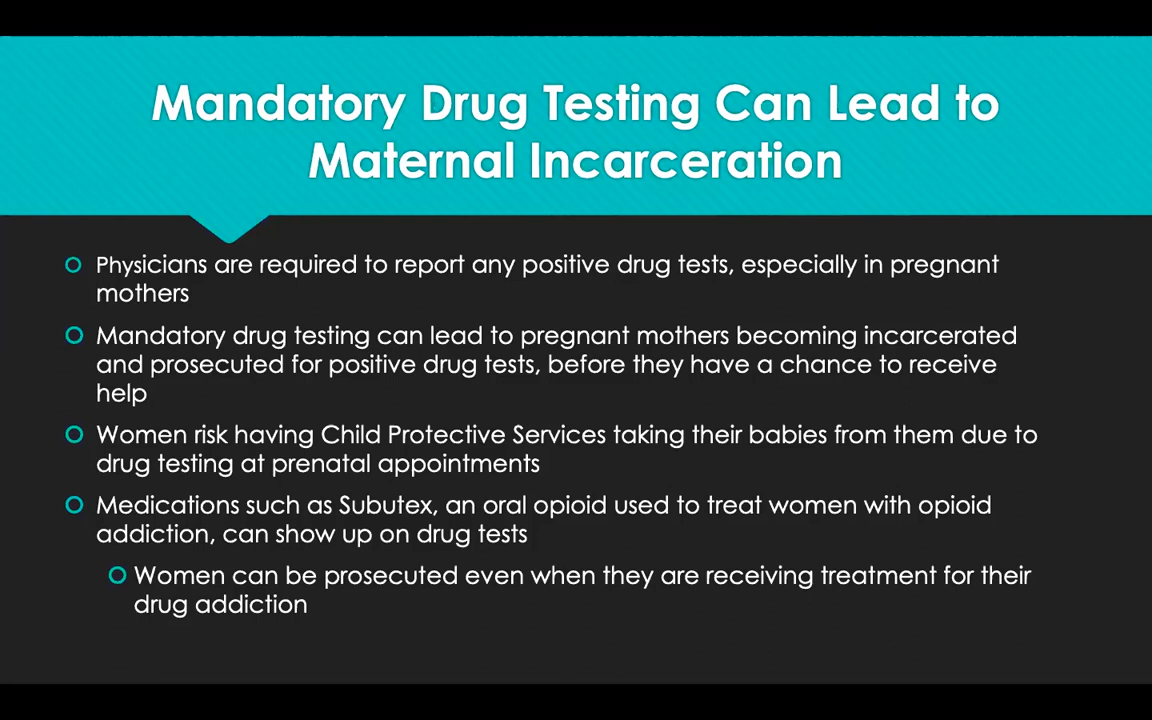 Mandatory Drug Testing Can Lead to
Maternal Incarceration
Physicians are required to report any positive drug tests, especially in pregnant
mothers
Mandatory drug testing can lead to pregnant mothers becoming incarcerated
and prosecuted for positive drug tests, before they have a chance to receive
help
Women risk having Child Protective Services taking their babies from them due to
drug testing at prenatal appointments
Medications such as Subutex, an oral opioid used to treat women with opioid
addiction, can show up on drug tests
Women can be prosecuted even when they are receiving treatment for their
drug addiction